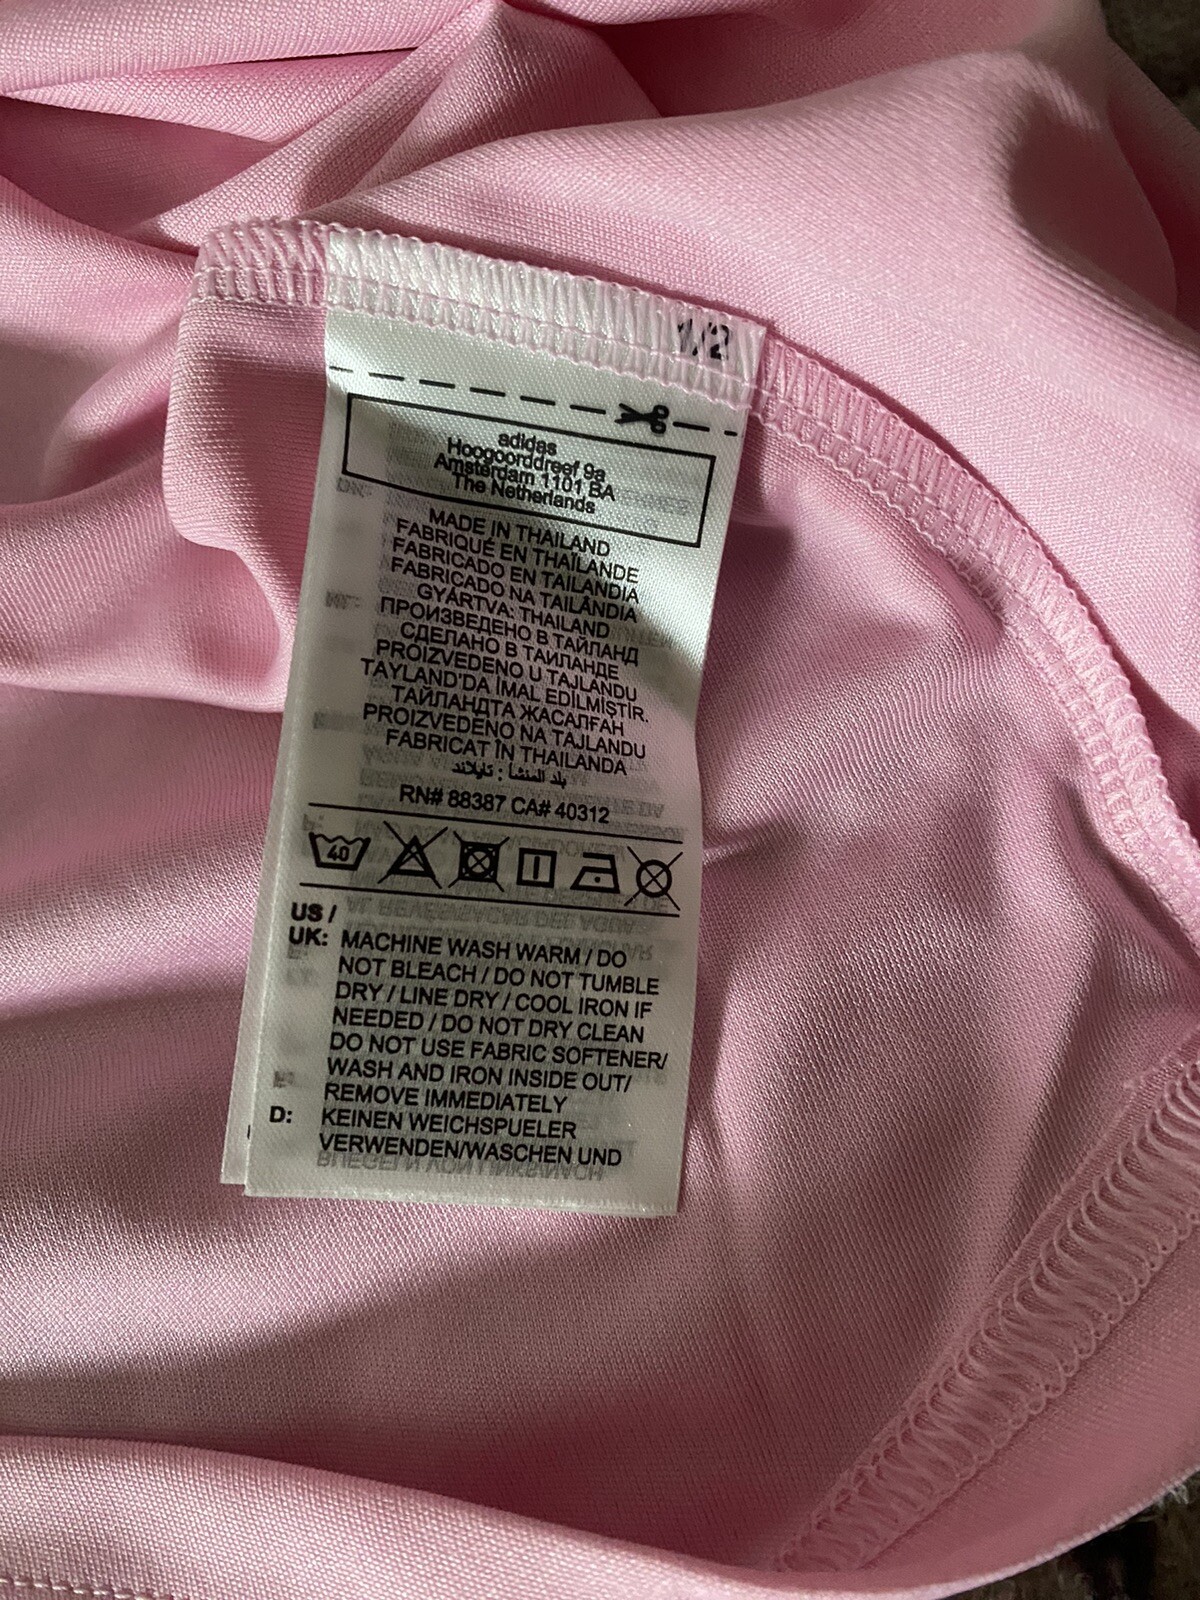 1/2
adidas
Hoogoorddreef 9a
Amsterdam 1101 BA
The Netherlands
MADE IN THAILAND
FABRIQUÉ EN THAÏLANDE
FABRICADO EN TAILANDIA
FABRICADO NA TAILÂNDIA
GYÁRTVA: THAILAND
ПРОИЗВЕДЕНО В ТАЙЛАНД
СДЕЛАНО В ТАИЛАНДЕ
PROIZVEDENO U TAJLANDU
TAYLAND'DA İMAL EDİLMİŞTİR.
ТАЙЛАНДТА ЖАСАЛҒАН
PROIZVEDENO NA TAJLANDU
FABRICAT ÎN THAILANDA
بلد المنشأ : تايلاند
RN# 88387 CA# 40312
40
US /
UK: MACHINE WASH WARM / DO
NOT BLEACH / DO NOT TUMBLE
DRY / LINE DRY / COOL IRON IF
NEEDED / DO NOT DRY CLEAN
DO NOT USE FABRIC SOFTENER/
WASH AND IRON INSIDE OUT/
REMOVE IMMEDIATELY
D: KEINEN WEICHSPUELER
VERWENDEN/WASCHEN UND